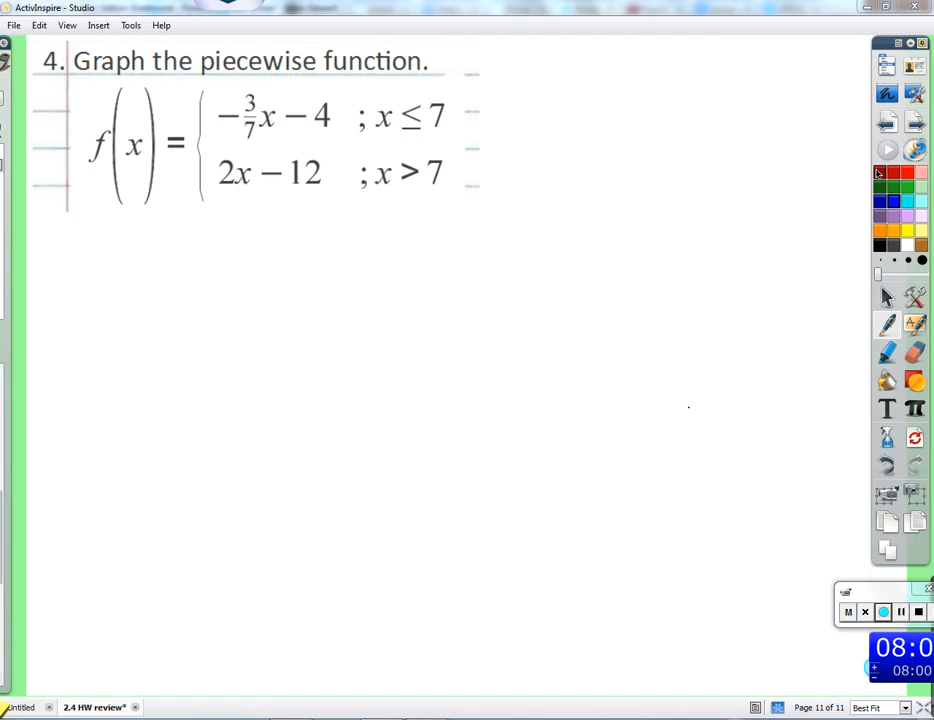 ActivInspire - Studio
File Edit View Insert Tools Help
4. Graph the piecewise function.
f(x) = { -3/7x - 4 ; x ≤ 7
2x - 12 ; x > 7
T π
M
08:0
08:00
Untitled 2.4 HW review* Page 11 of 11 Best Fit